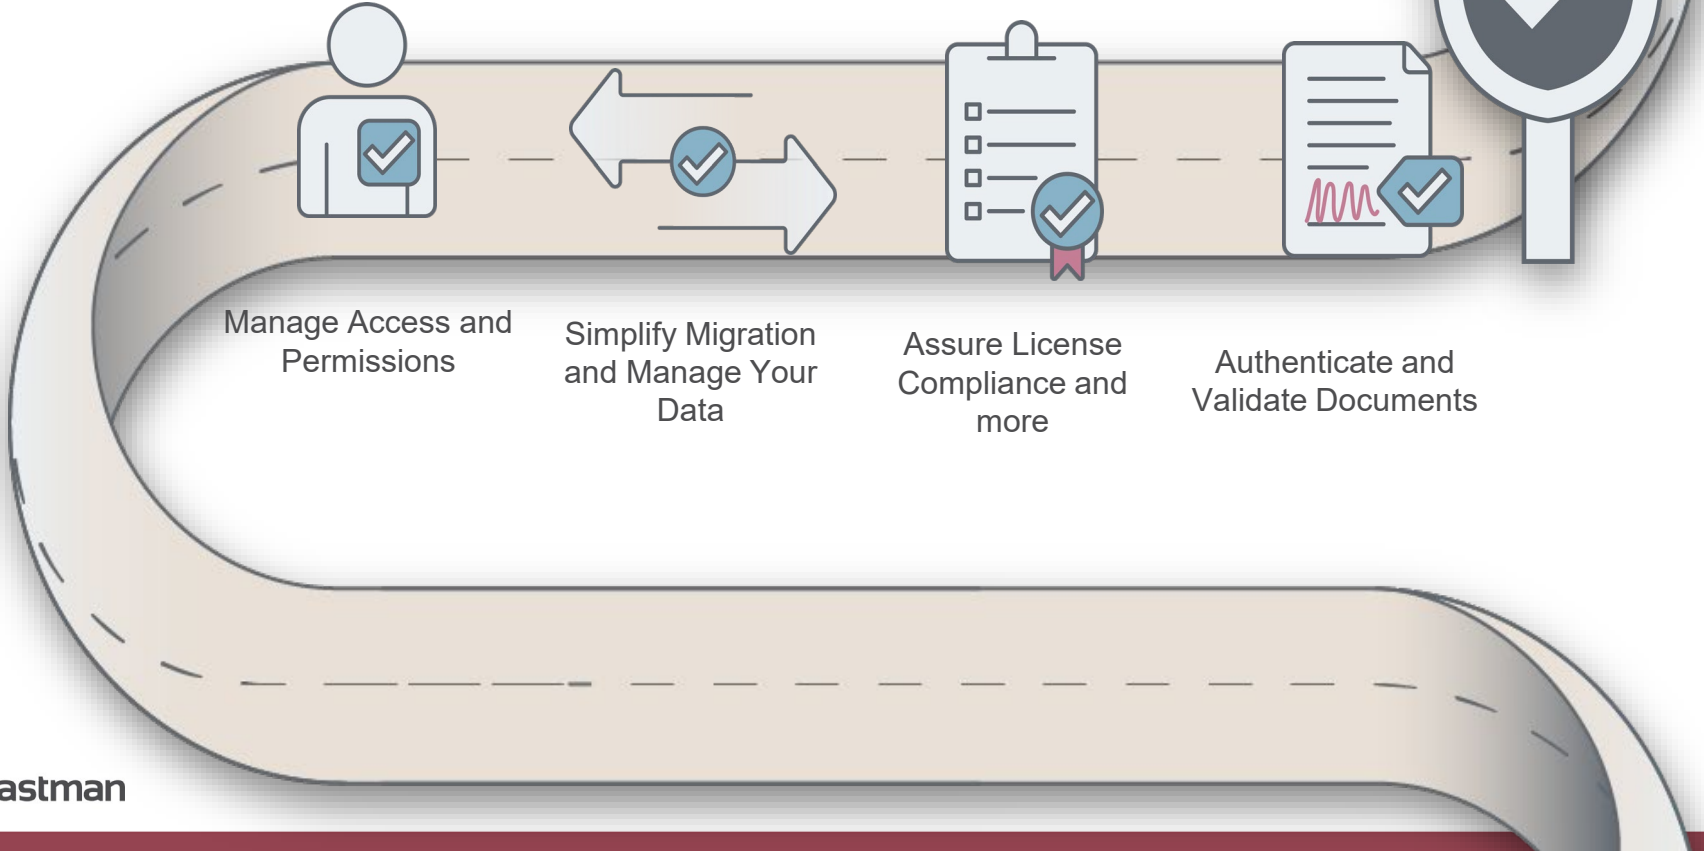 Manage Access and
Permissions
Simplify Migration
and Manage Your
Data
Assure License
Compliance and
more
Authenticate and
Validate Documents
astman